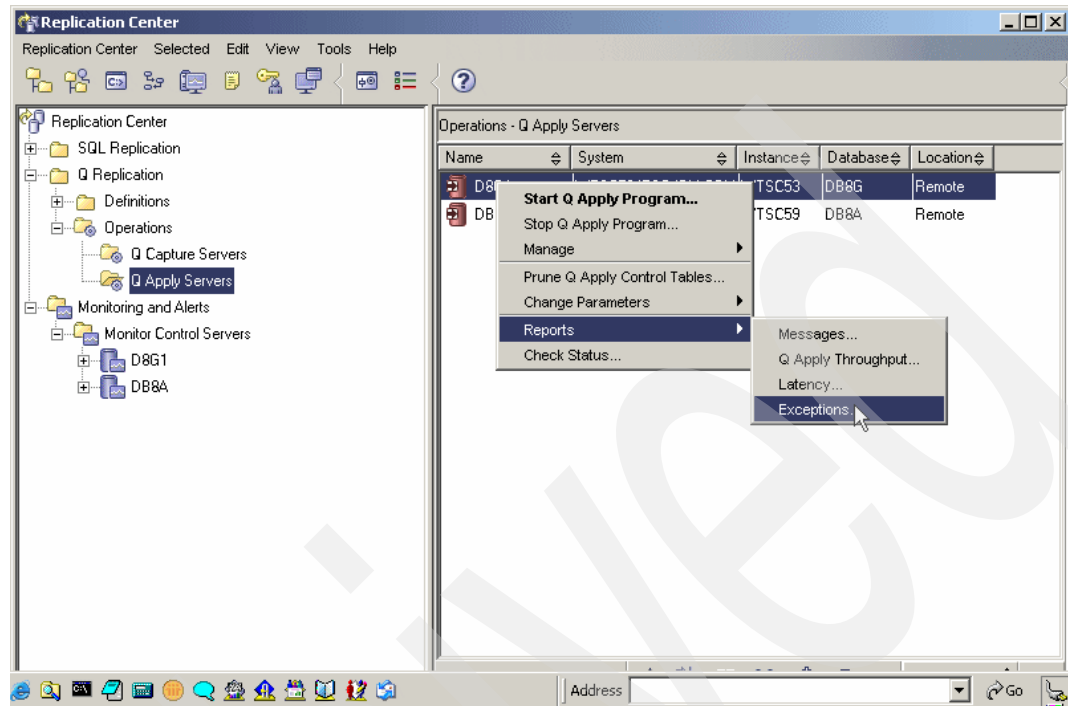 Replication Center
Replication Center Selected Edit View Tools Help
Replication Center
SQL Replication
Q Replication
Definitions
Operations
Q Capture Servers
Q Apply Servers
Monitoring and Alerts
Monitor Control Servers
D8G1
DB8A
Operations - Q Apply Servers
Name System Instance Database Location
DB8G Remote
DB TSC59 DB8A Remote
Start Q Apply Program...
Stop Q Apply Program...
Manage
Prune Q Apply Control Tables...
Change Parameters
Reports
Check Status...
Messages...
Q Apply Throughput...
Latency...
Exceptions
Address Go